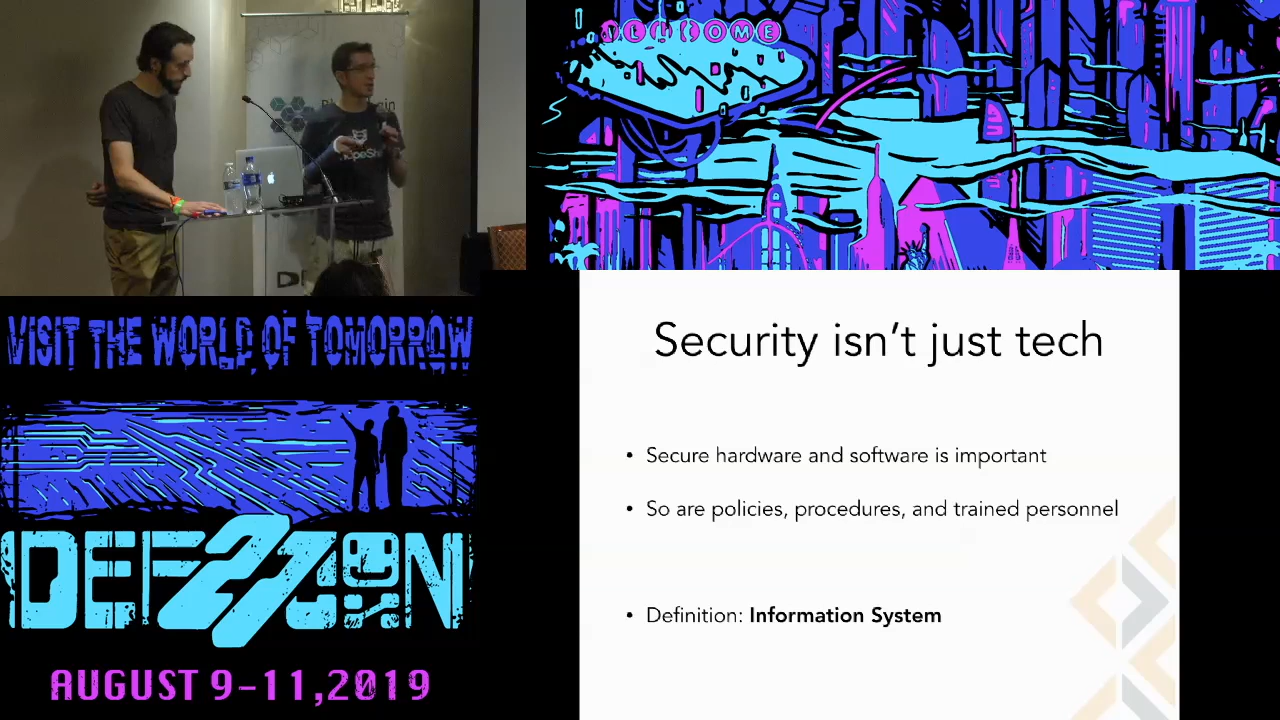 WELCOME
VISIT THE WORLD OF TOMORROW
DEF CON
27
AUGUST 9-11,2019
Security isn't just tech
• Secure hardware and software is important
• So are policies, procedures, and trained personnel
• Definition: Information System